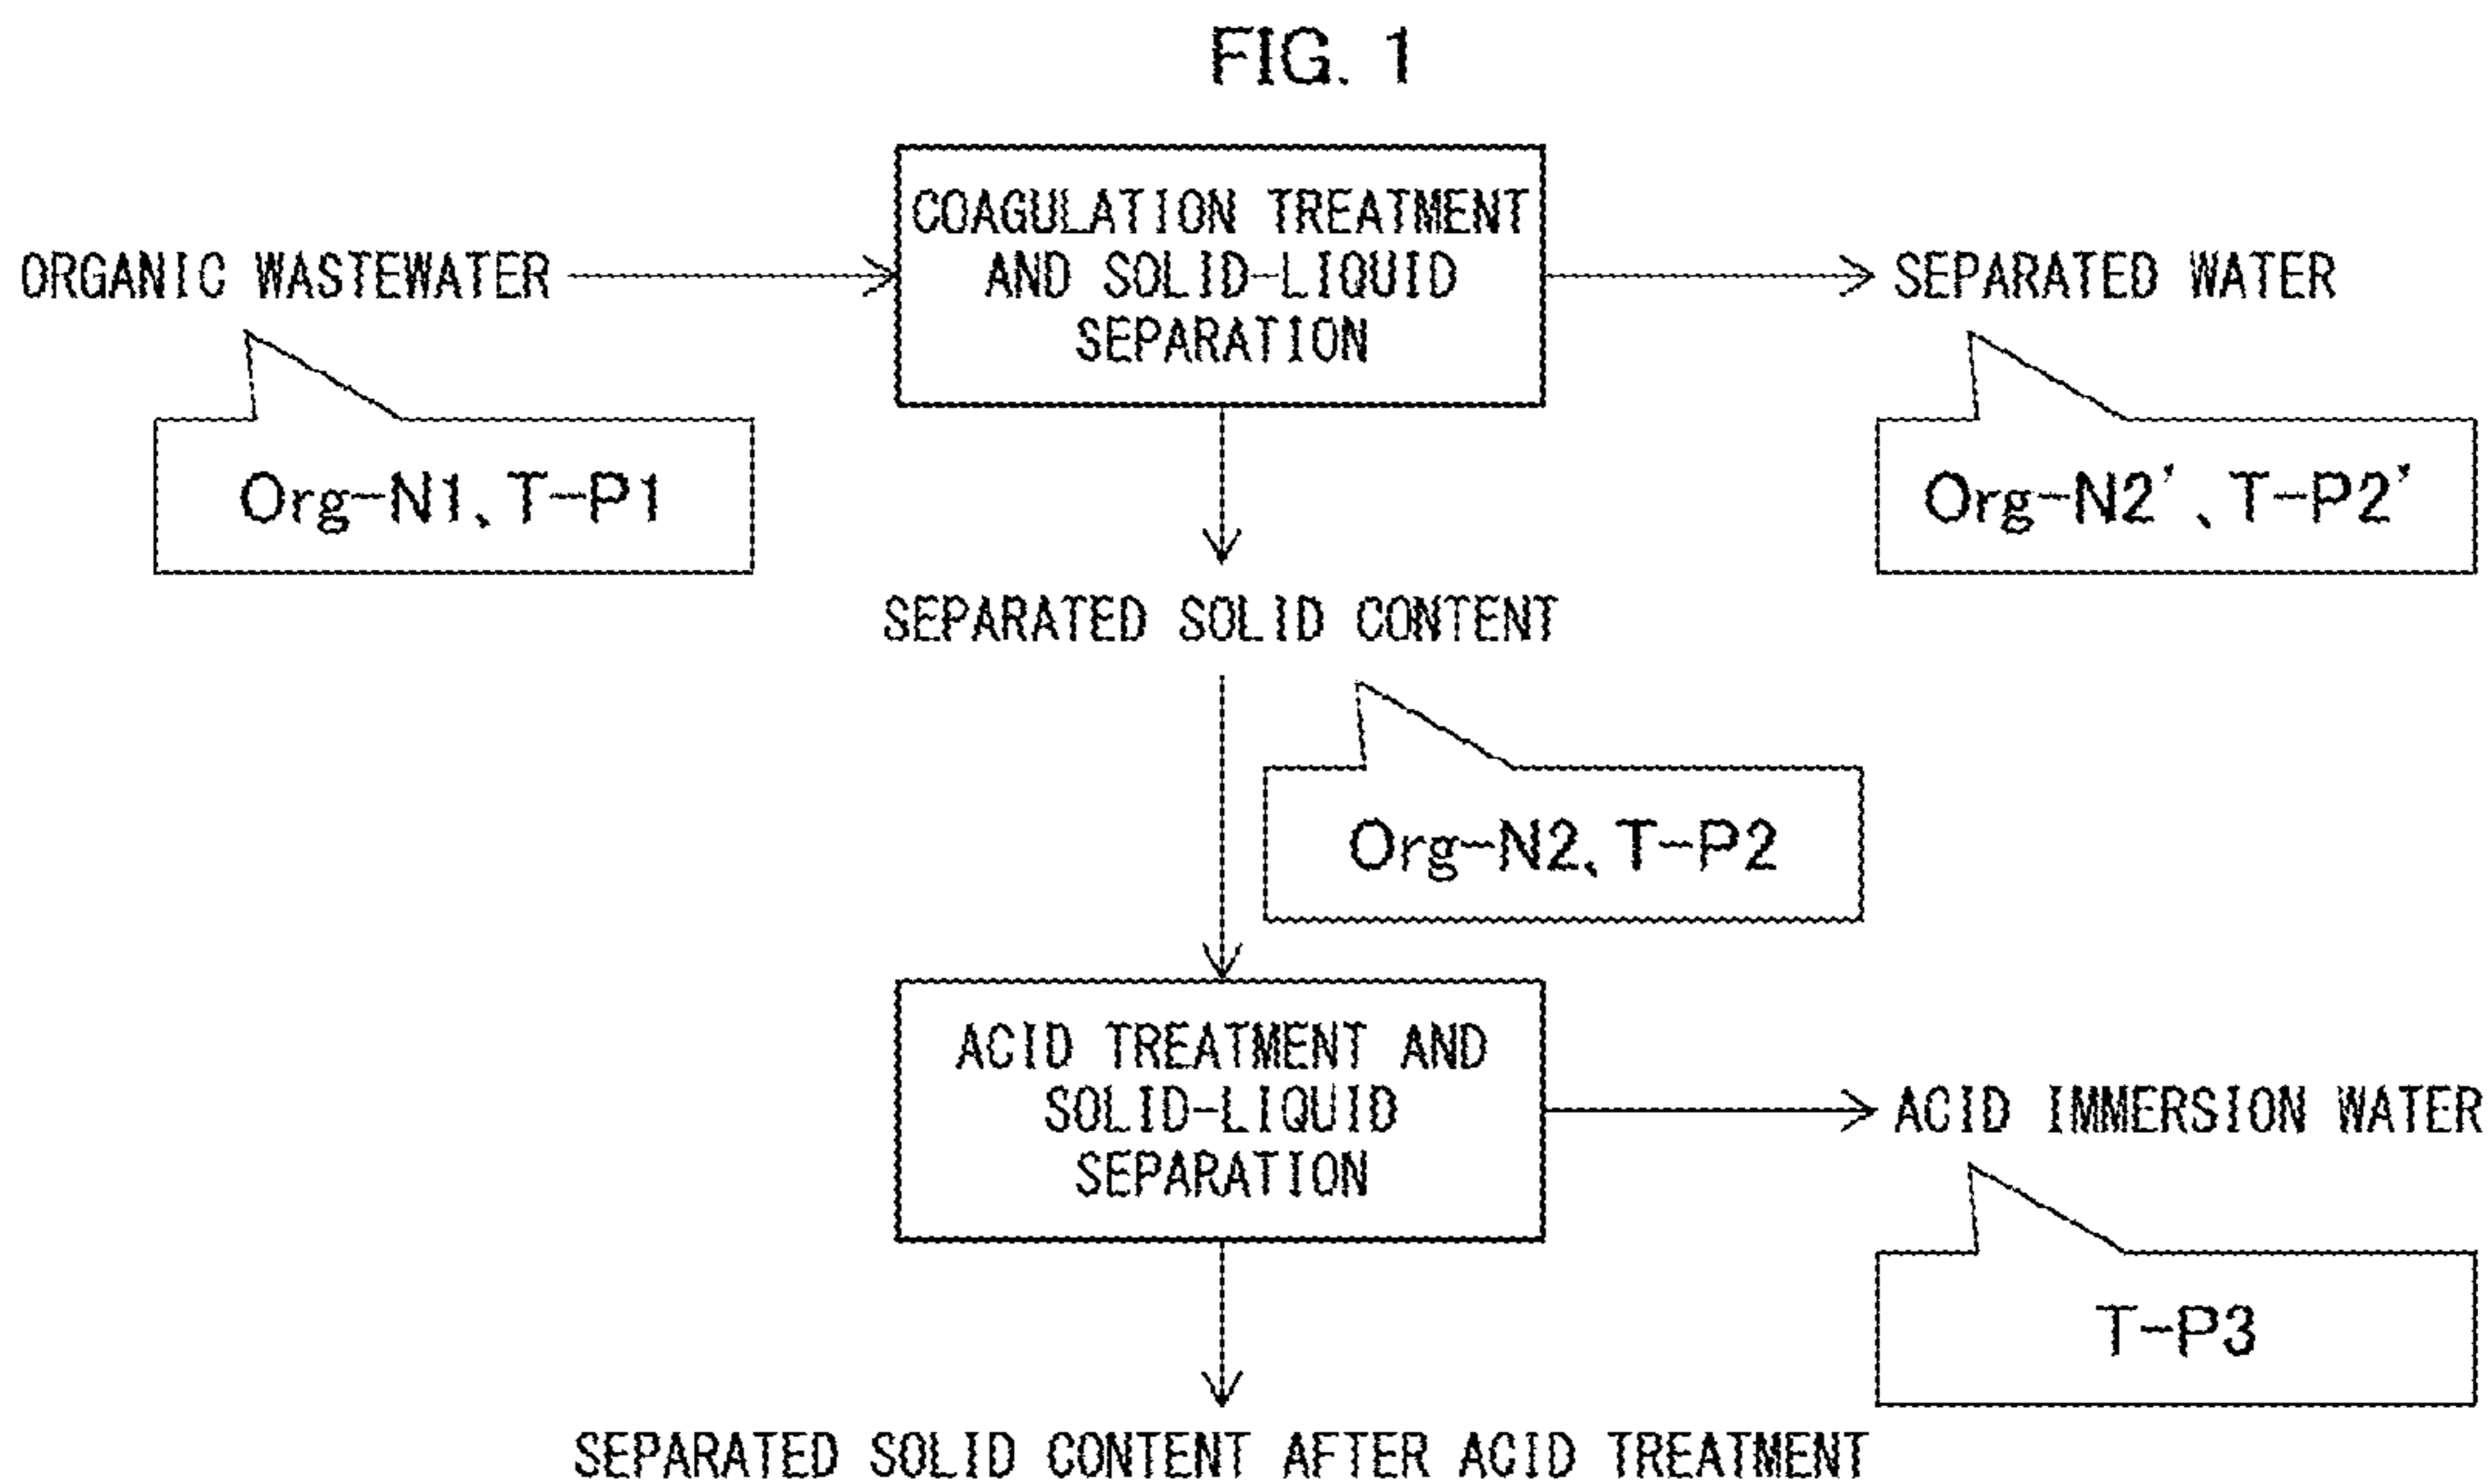 FIG. 1
COAGULATION TREATMENT
AND SOLID-LIQUID
SEPARATION
ORGANIC WASTEWATER
SEPARATED WATER
Org-N1、T-P1
Org-N2’、T-P2’
SEPARATED SOLID CONTENT
Org-N2、T-P2
ACID TREATMENT AND
SOLID-LIQUID
SEPARATION
ACID IMMERSION WATER
T-P3
SEPARATED SOLID CONTENT AFTER ACID TREATMENT